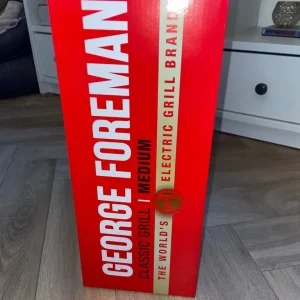 GEORGE FOREMAN
CLASSIC GRILL | MEDIUM
THE WORLD'S #1 ELECTRIC GRILL BRAND